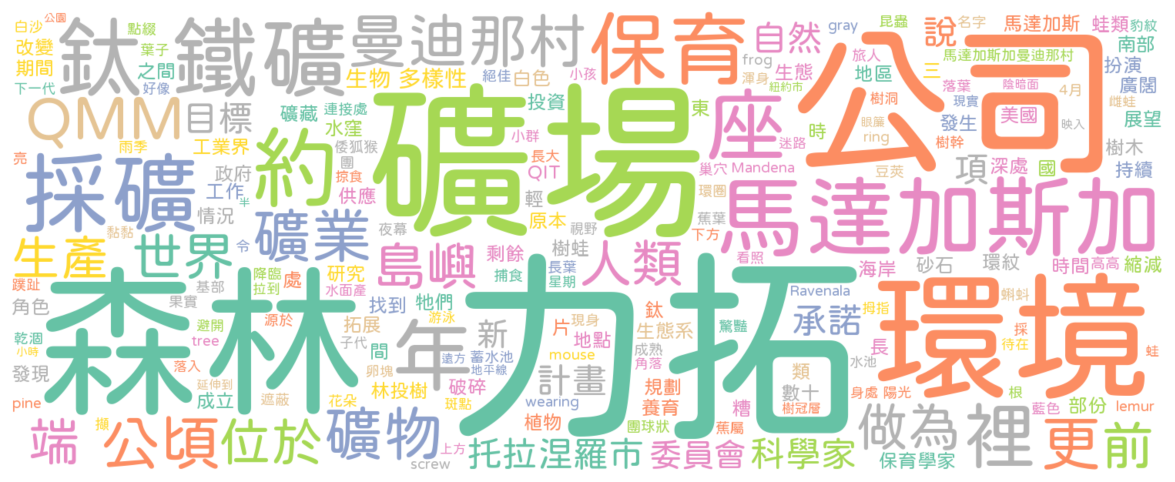 白沙
公園
點綴
改變
葉子
期間
之間
下一代
好像
鈦鐵礦
曼迪那村
保育
自然
gray
說
昆蟲
名字
馬達加斯
蛙類
豹紋
馬達加斯加曼迪那村
南部
扮演
生物
多樣性
絕佳
白色
小孩
frog
渾身
生態
旅人
地區
紐約市
三
落葉
陰暗面
現實
4月
廣闊
雌蛙
QMM
目標
礦藏
連接處
投資
水窪
小群
東
座
時
樹洞
迷路
公司
眼簾
ring
發生
美國
樹幹
映入
展望
樹木
雨季
工業界
倭狐猴
團
掠食
長大
QIT
巢穴
Mandena
豆莢
項
深處
國
持續
亮
採礦
政府
工作
半
約
供應
礦場
輕
環圈
馬達加斯加
情況
黏黏
礦業
夜幕
原本
蕉葉
視野
下方
生產
世界
令
島嶼
剩餘
樹蛙
人類
看照
海岸
砂石
環紋
時間
高高
縮減
蹼趾
基部
降臨
拉到
處
研究
水面產
捕食
長葉
星期
角色
果實
找到
牠們
Ravenala
拇指
蝌蚪
環境
森林
源於
拓展
游泳
年
現身
新
片
鈦
地點
生態系
驚豔
承諾
採
待在
乾涸
小時
避開
tree
子代
間
遠方
蓄水池
地平線
力拓
成熟
角落
長
水池
蛙
發現
落入
卵塊
林投樹
破碎
mouse
計畫
規劃
類
身處
陽光
根
pine
延伸到
成立
遮蔽
花朵
斑點
wearing
養育
糟
數十
樹冠層
藍色
部份
lemur
端
公頃
位於
撮
礦物
上方
screw
植物
托拉涅羅市
團球狀
蕉屬
委員會
科學家
做為
保育學家
裡
更
前